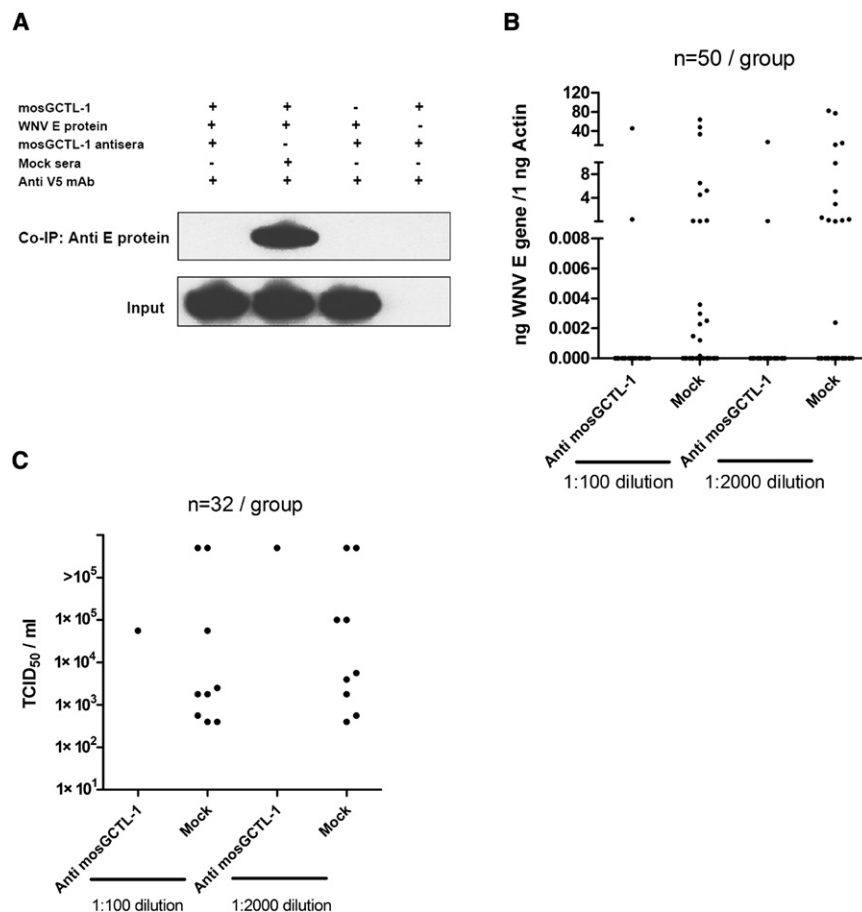 A
mosGCTL-1 + + - +
WNV E protein + + + -
mosGCTL-1 antisera + - + +
Mock sera - + - -
Anti V5 mAb + + + +
Co-IP: Anti E protein
Input
B
n=50 / group
ng WNV E gene /1 ng Actin
120
80
40
8
4
0.008
0.006
0.004
0.002
0.000
Anti mosGCTL-1
Mock
Anti mosGCTL-1
Mock
1:100 dilution
1:2000 dilution
C
n=32 / group
TCID50 / ml
>10^5
1× 10^5
1× 10^4
1× 10^3
1× 10^2
1× 10^1
Anti mosGCTL-1
Mock
Anti mosGCTL-1
Mock
1:100 dilution
1:2000 dilution